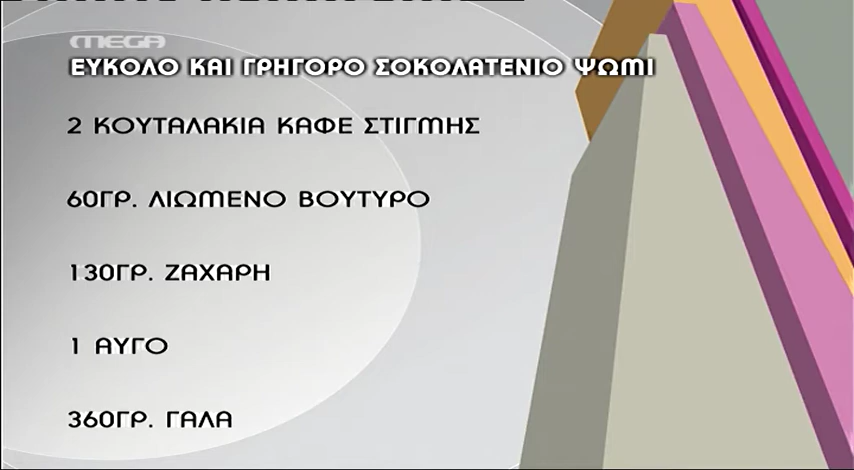 MEGA
ΕΥΚΟΛΟ ΚΑΙ ΓΡΗΓΟΡΟ ΣΟΚΟΛΑΤΕΝΙΟ ΨΩΜΙ
2 ΚΟΥΤΑΛΑΚΙΑ ΚΑΦΕ ΣΤΙΓΜΗΣ
60ΓΡ. ΛΙΩΜΕΝΟ ΒΟΥΤΥΡΟ
130ΓΡ. ΖΑΧΑΡΗ
1 ΑΥΓΟ
360ΓΡ. ΓΑΛΑ